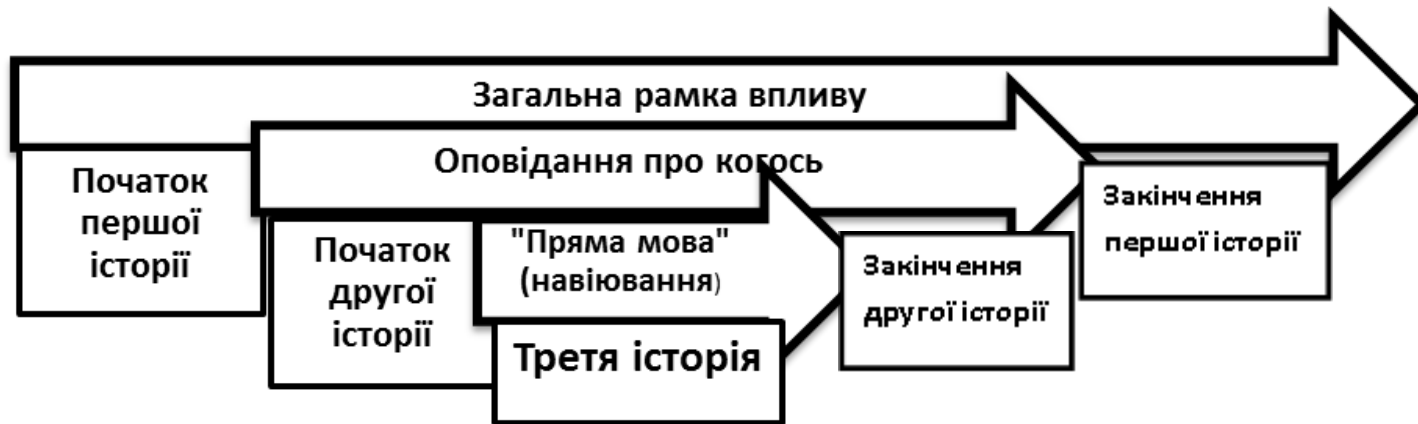 Загальна рамка впливу
Оповідання про когось
Початок
першої
історії
Початок
другої
історії
"Пряма мова"
(навіювання)
Третя історія
Закінчення
другої історії
Закінчення
першої історії